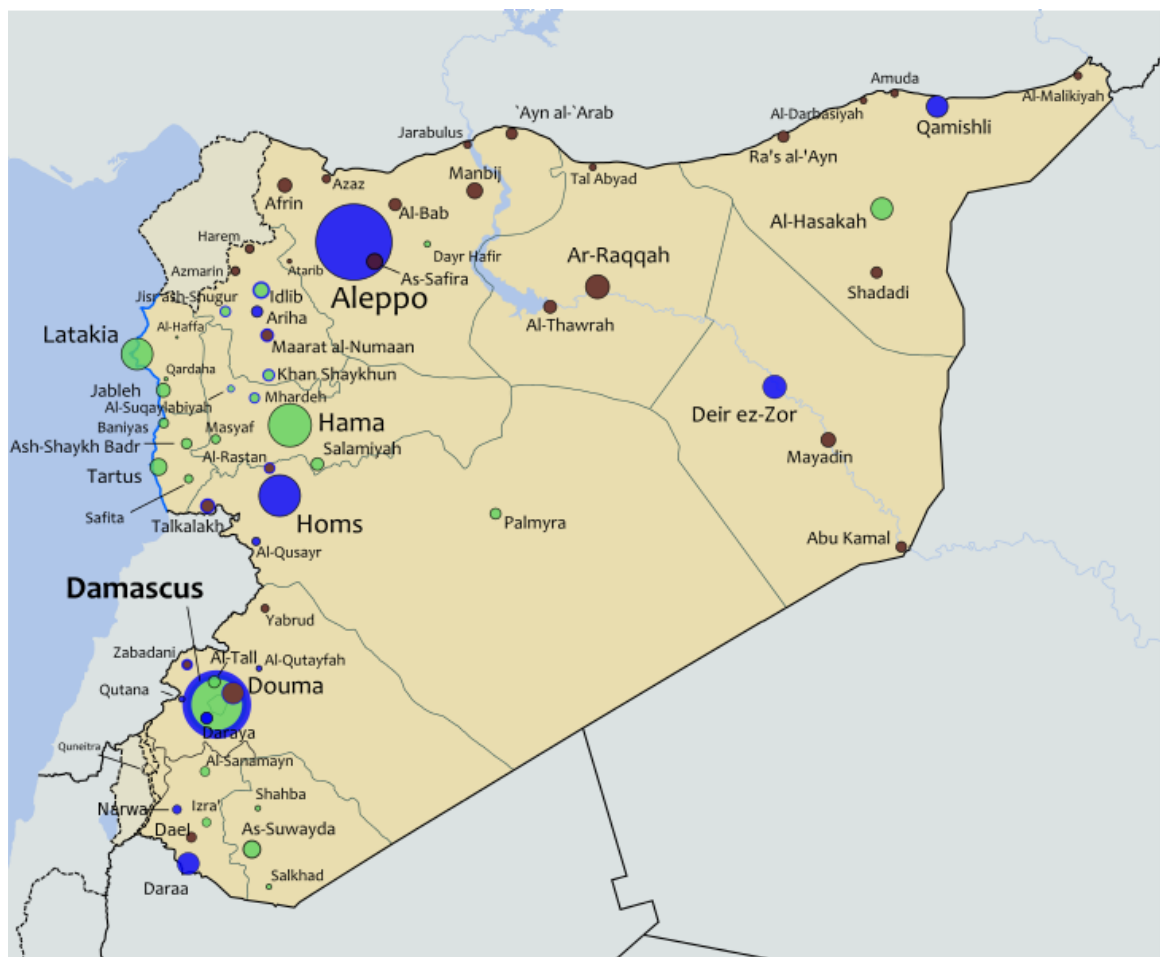 Amuda
Al-Malikiyah
`Ayn al-`Arab
Al-Darbasiyah
Jarabulus
Qamishli
Ra's al-'Ayn
Manbij
Tal Abyad
Azaz
Afrin
Al-Bab
Al-Hasakah
Harem
Dayr Hafir
Ar-Raqqah
Atarib
Azmarin
As-Safira
Shadadi
Jisr ash-Shugur
Idlib
Aleppo
Ariha
Al-Thawrah
Al-Haffa
Latakia
Maarat al-Numaan
Qardaha
Khan Shaykhun
Jableh
Mhardeh
Al-Suqaylabiyah
Deir ez-Zor
Baniyas
Masyaf
Hama
Ash-Shaykh Badr
Salamiyah
Al-Rastan
Mayadin
Tartus
Safita
Palmyra
Talkalakh
Homs
Abu Kamal
Al-Qusayr
Damascus
Yabrud
Zabadani
Al-Tall
Al-Qutayfah
Qutana
Douma
Daraya
Quneitra
Al-Sanamayn
Shahba
Narwa
Izra'
Dael
As-Suwayda
Salkhad
Daraa